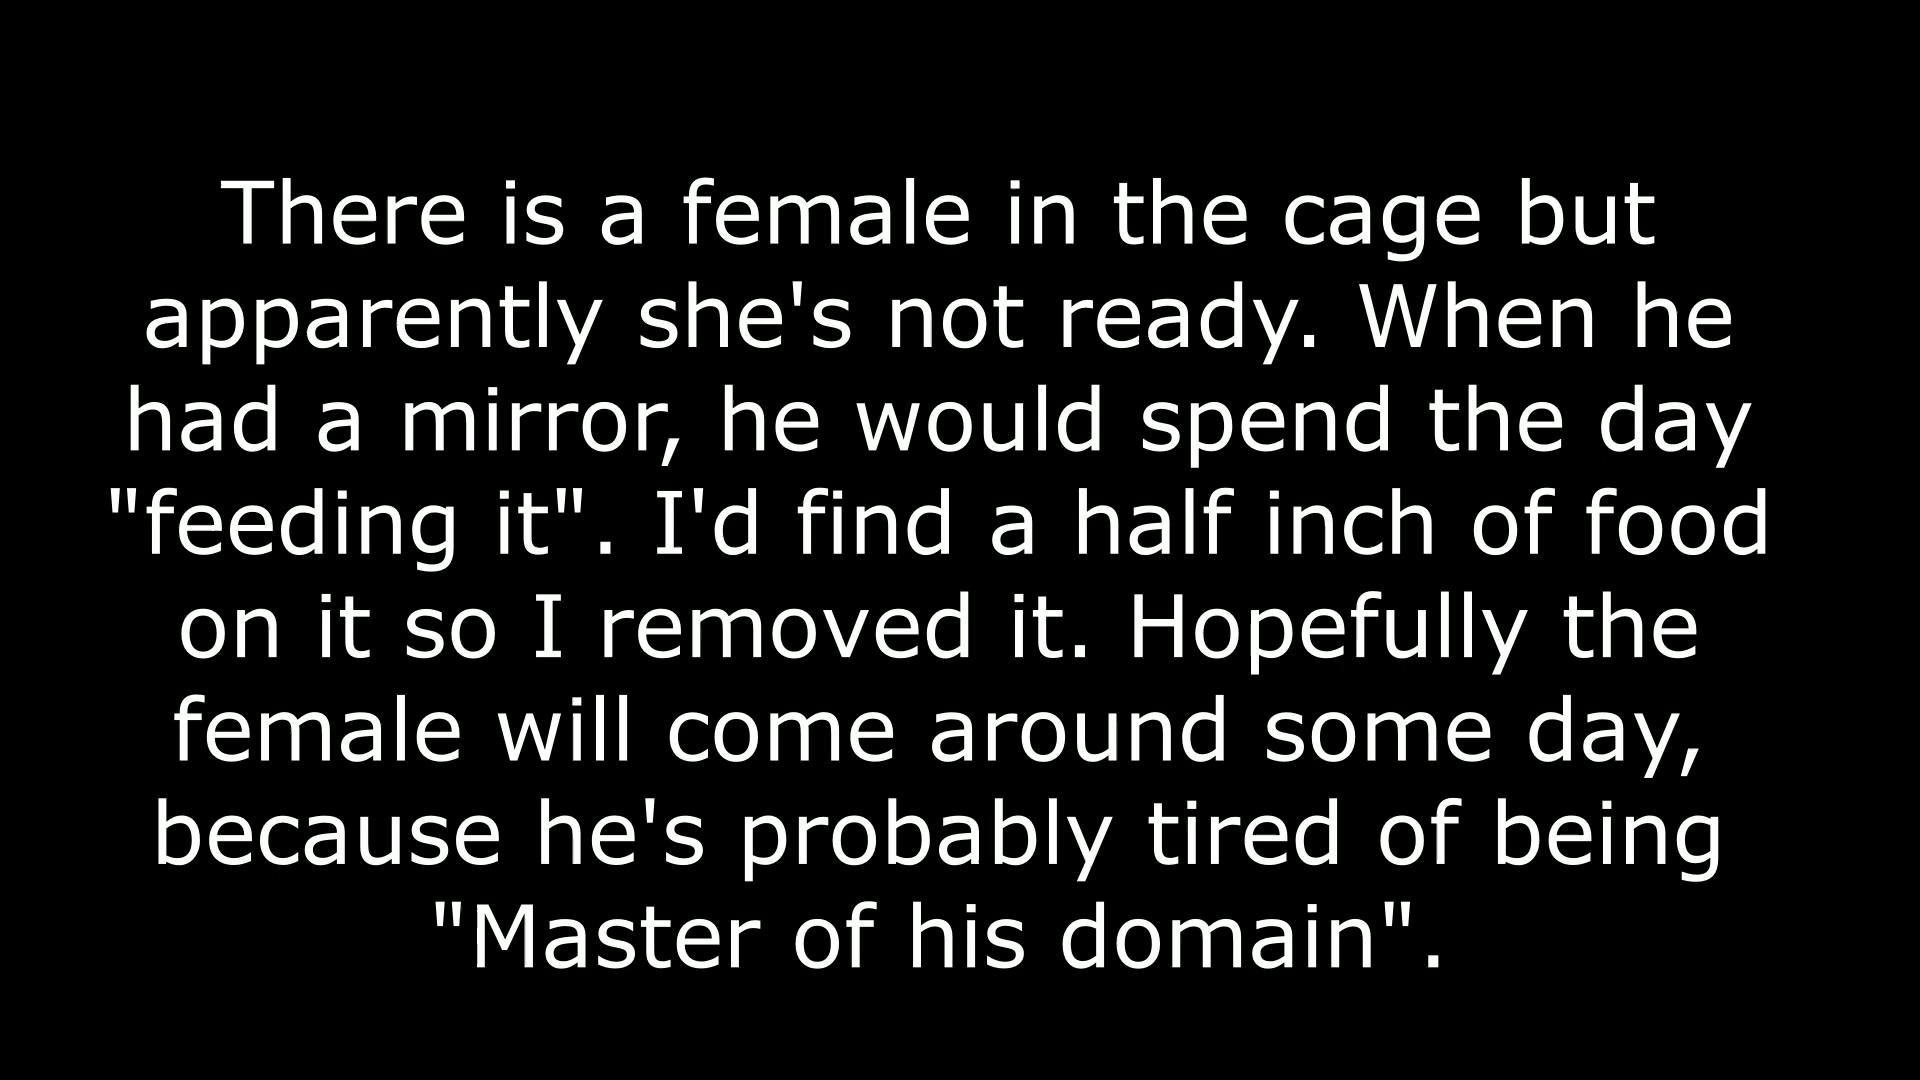 There is a female in the cage but
apparently she's not ready. When he
had a mirror, he would spend the day
"feeding it". I'd find a half inch of food
on it so I removed it. Hopefully the
female will come around some day,
because he's probably tired of being
"Master of his domain".